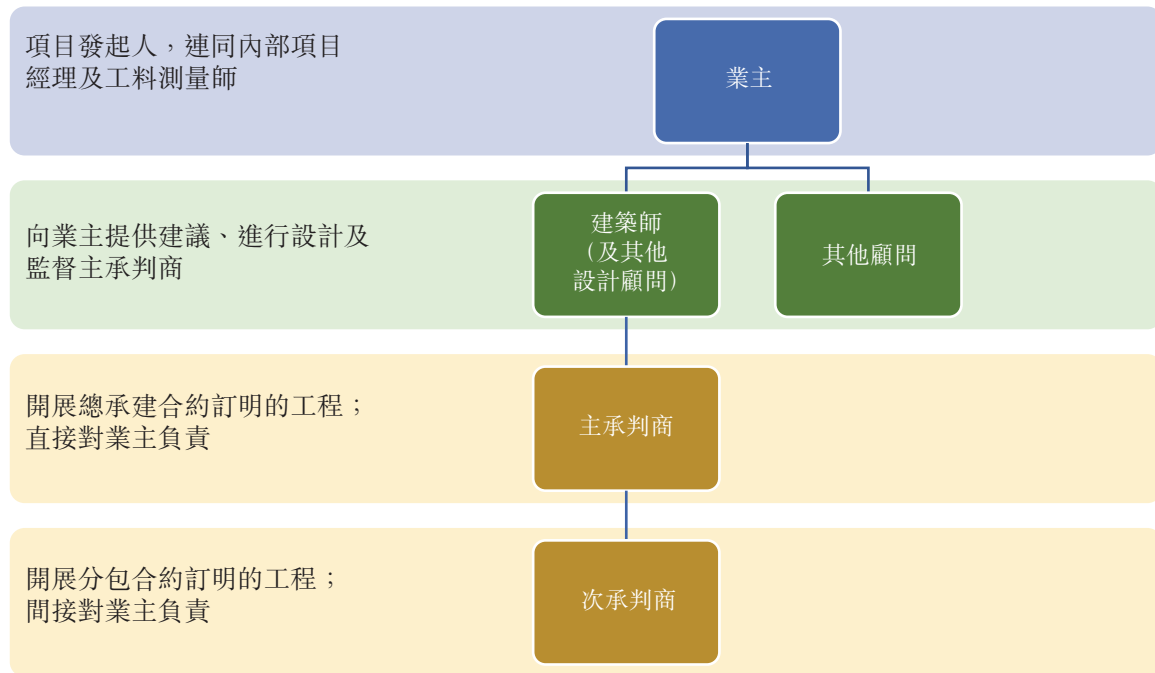 項目發起人，連同內部項目
經理及工料測量師
業主
向業主提供建議、進行設計及
監督主承判商
建築師
（及其他
設計顧問）
其他顧問
開展總承建合約訂明的工程；
直接對業主負責
主承判商
開展分包合約訂明的工程；
間接對業主負責
次承判商